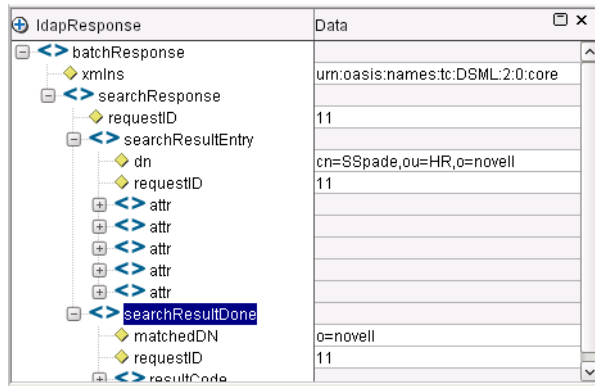 ldapResponse Data
batchResponse
xmlns urn:oasis:names:tc:DSML:2:0:core
searchResponse
requestID 11
searchResultEntry
dn cn=SSpade,ou=HR,o=novell
requestID 11
attr
attr
attr
attr
attr
searchResultDone
matchedDN o=novell
requestID 11
resultCode